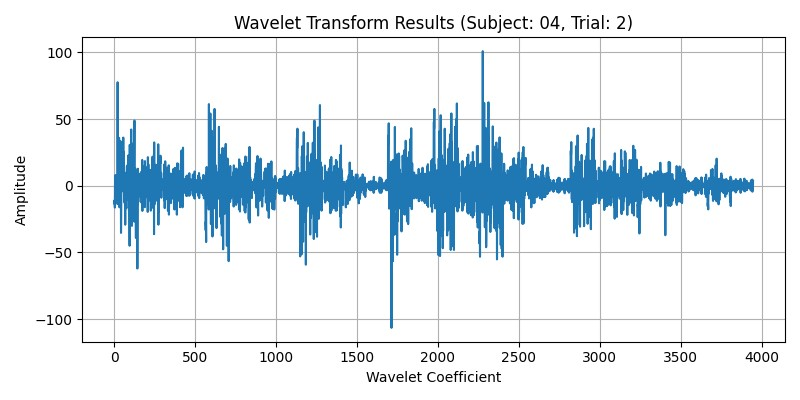 Wavelet Transform Results (Subject: 04, Trial: 2)
100
50
0
−50
−100
Amplitude
0 500 1000 1500 2000 2500 3000 3500 4000
Wavelet Coefficient